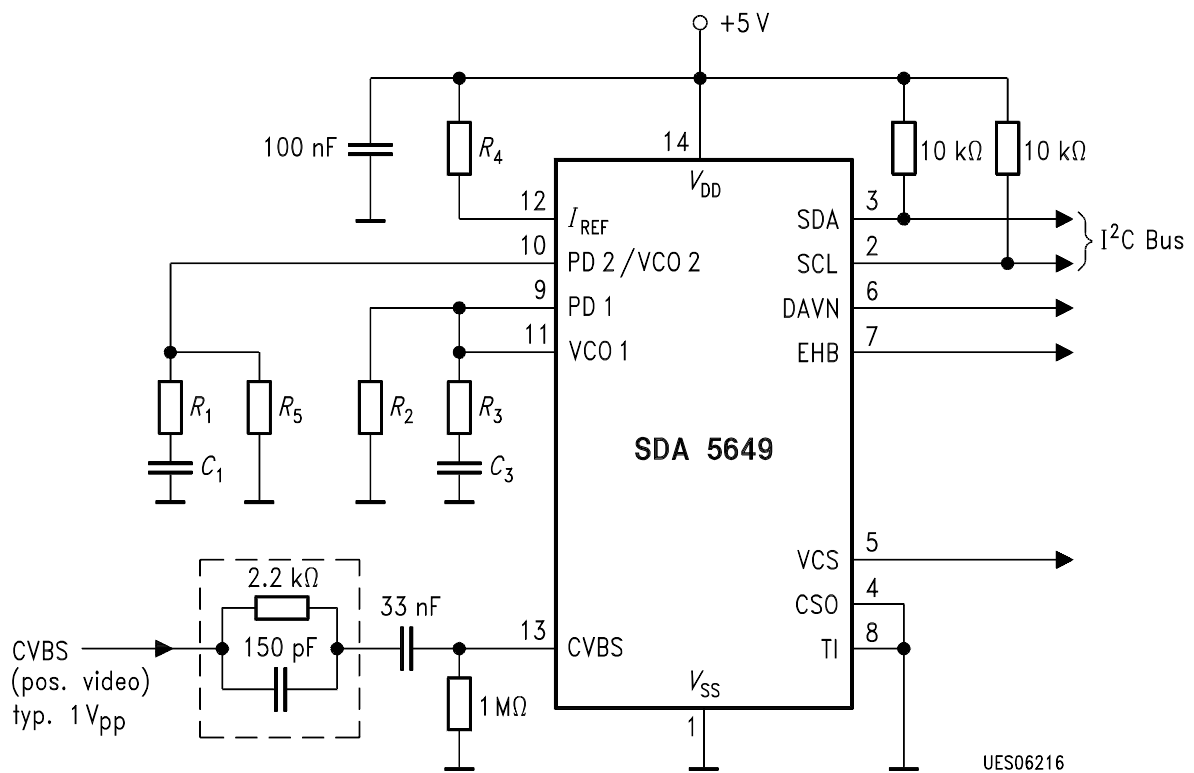 +5 V
100 nF
R4
14
10 kΩ
10 kΩ
VDD
12
IREF
SDA
3
I²C Bus
10
PD 2/VCO 2
SCL
2
9
PD 1
DAVN
6
11
VCO 1
EHB
7
R1
R5
R2
R3
C1
C3
SDA 5649
VCS
5
2.2 kΩ
33 nF
CSO
4
150 pF
13
CVBS
TI
8
CVBS
(pos. video)
typ. 1 Vpp
1 MΩ
VSS
1
UES06216